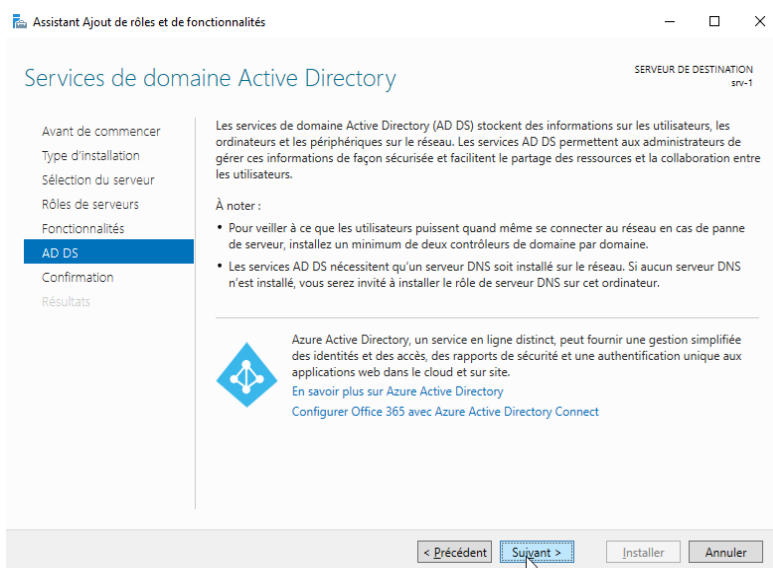 Assistant Ajout de rôles et de fonctionnalités
Services de domaine Active Directory
SERVEUR DE DESTINATION
srv-1
Avant de commencer
Type d'installation
Sélection du serveur
Rôles de serveurs
Fonctionnalités
AD DS
Confirmation
Résultats
Les services de domaine Active Directory (AD DS) stockent des informations sur les utilisateurs, les
ordinateurs et les périphériques sur le réseau. Les services AD DS permettent aux administrateurs de
gérer ces informations de façon sécurisée et facilitent le partage des ressources et la collaboration entre
les utilisateurs.
À noter :
• Pour veiller à ce que les utilisateurs puissent quand même se connecter au réseau en cas de panne
de serveur, installez un minimum de deux contrôleurs de domaine par domaine.
• Les services AD DS nécessitent qu'un serveur DNS soit installé sur le réseau. Si aucun serveur DNS
n'est installé, vous serez invité à installer le rôle de serveur DNS sur cet ordinateur.
Azure Active Directory, un service en ligne distinct, peut fournir une gestion simplifiée
des identités et des accès, des rapports de sécurité et une authentification unique aux
applications web dans le cloud et sur site.
En savoir plus sur Azure Active Directory
Configurer Office 365 avec Azure Active Directory Connect
< Précédent
Suivant >
Installer
Annuler